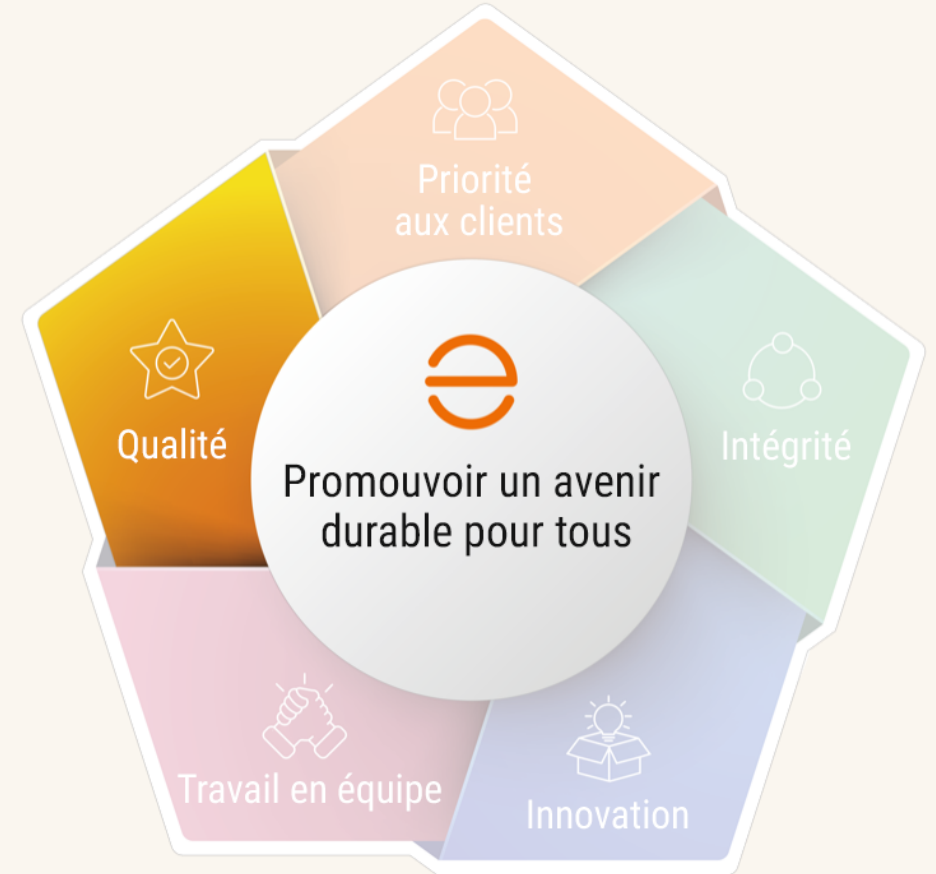 Priorité
aux clients
Qualité
Intégrité
Promouvoir un avenir
durable pour tous
Travail en équipe
Innovation